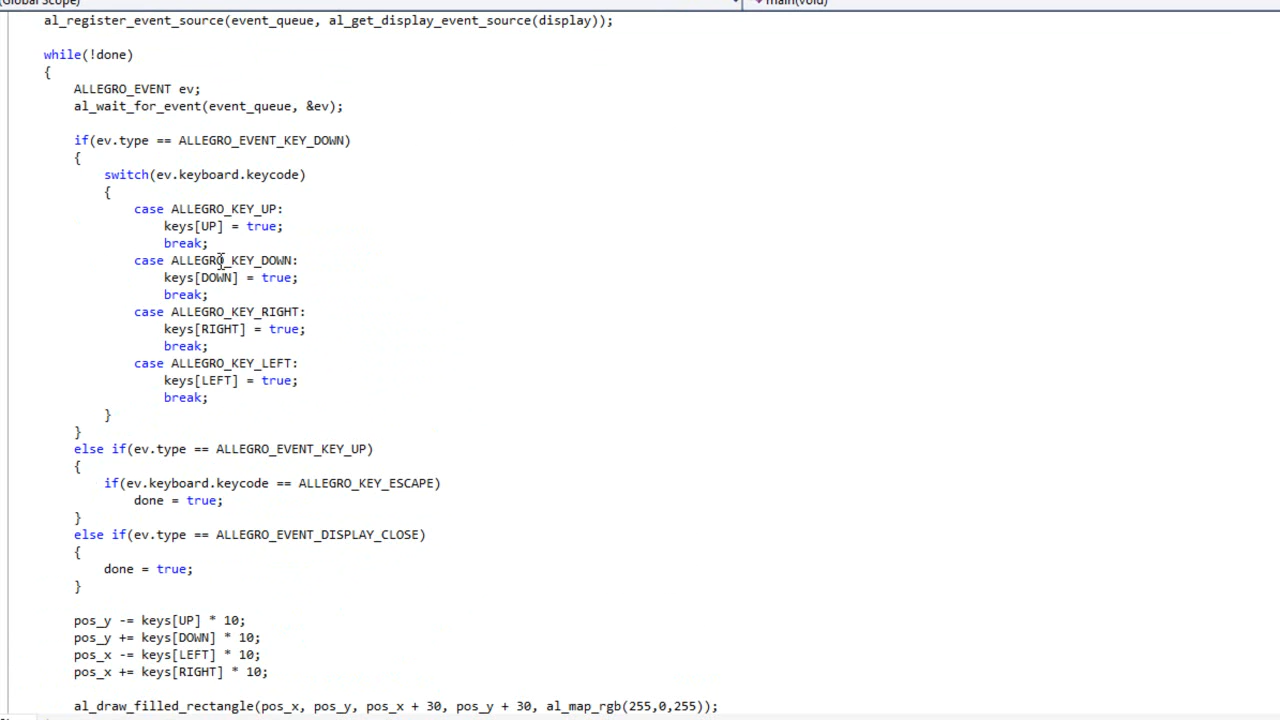 (Global Scope)
main(void)
al_register_event_source(event_queue, al_get_display_event_source(display));
while(!done)
{
ALLEGRO_EVENT ev;
al_wait_for_event(event_queue, &ev);
if(ev.type == ALLEGRO_EVENT_KEY_DOWN)
{
switch(ev.keyboard.keycode)
{
case ALLEGRO_KEY_UP:
keys[UP] = true;
break;
case ALLEGRO_KEY_DOWN:
keys[DOWN] = true;
break;
case ALLEGRO_KEY_RIGHT:
keys[RIGHT] = true;
break;
case ALLEGRO_KEY_LEFT:
keys[LEFT] = true;
break;
}
}
else if(ev.type == ALLEGRO_EVENT_KEY_UP)
{
if(ev.keyboard.keycode == ALLEGRO_KEY_ESCAPE)
done = true;
}
else if(ev.type == ALLEGRO_EVENT_DISPLAY_CLOSE)
{
done = true;
}
pos_y -= keys[UP] * 10;
pos_y += keys[DOWN] * 10;
pos_x -= keys[LEFT] * 10;
pos_x += keys[RIGHT] * 10;
al_draw_filled_rectangle(pos_x, pos_y, pos_x + 30, pos_y + 30, al_map_rgb(255,0,255));